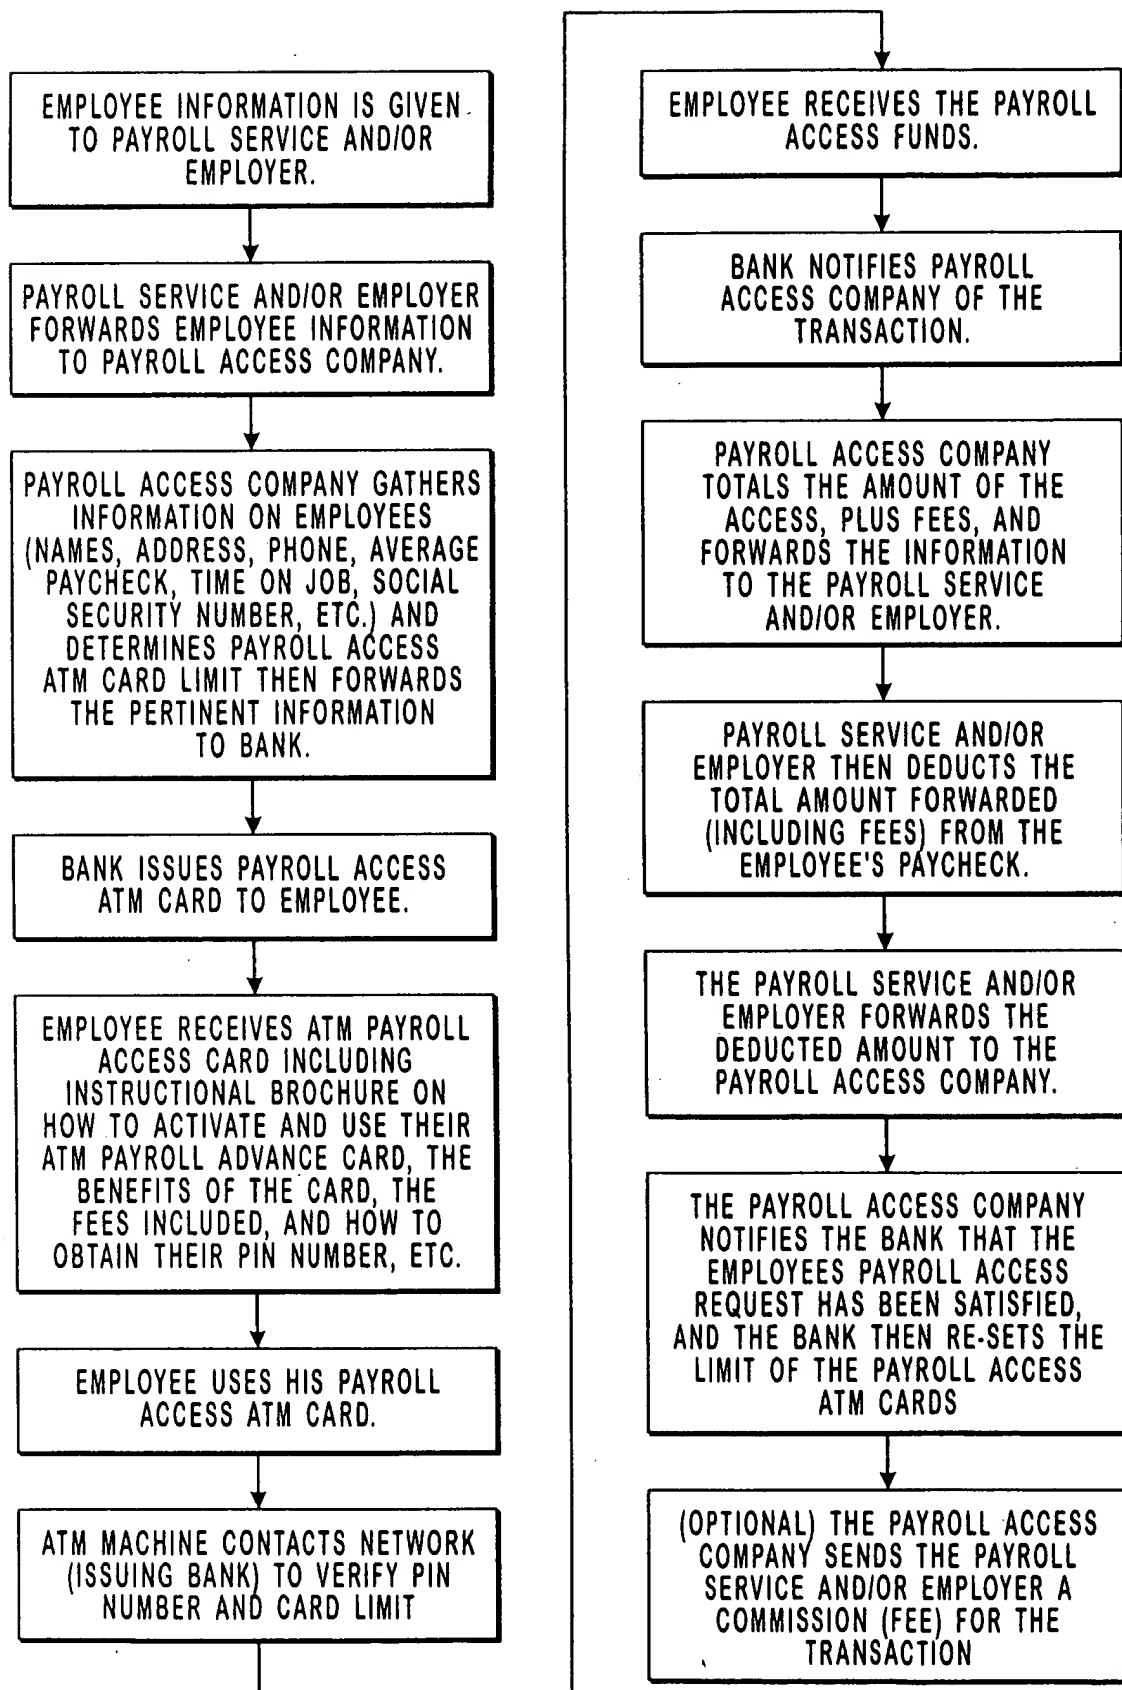 EMPLOYEE INFORMATION IS GIVEN
TO PAYROLL SERVICE AND/OR
EMPLOYER.
PAYROLL SERVICE AND/OR EMPLOYER
FORWARDS EMPLOYEE INFORMATION
TO PAYROLL ACCESS COMPANY.
PAYROLL ACCESS COMPANY GATHERS
INFORMATION ON EMPLOYEES
(NAMES, ADDRESS, PHONE, AVERAGE
PAYCHECK, TIME ON JOB, SOCIAL
SECURITY NUMBER, ETC.) AND
DETERMINES PAYROLL ACCESS
ATM CARD LIMIT THEN FORWARDS
THE PERTINENT INFORMATION
TO BANK.
BANK ISSUES PAYROLL ACCESS
ATM CARD TO EMPLOYEE.
EMPLOYEE RECEIVES ATM PAYROLL
ACCESS CARD INCLUDING
INSTRUCTIONAL BROCHURE ON
HOW TO ACTIVATE AND USE THEIR
ATM PAYROLL ADVANCE CARD, THE
BENEFITS OF THE CARD, THE
FEES INCLUDED, AND HOW TO
OBTAIN THEIR PIN NUMBER, ETC.
EMPLOYEE USES HIS PAYROLL
ACCESS ATM CARD.
ATM MACHINE CONTACTS NETWORK
(ISSUING BANK) TO VERIFY PIN
NUMBER AND CARD LIMIT
EMPLOYEE RECEIVES THE PAYROLL
ACCESS FUNDS.
BANK NOTIFIES PAYROLL
ACCESS COMPANY OF THE
TRANSACTION.
PAYROLL ACCESS COMPANY
TOTALS THE AMOUNT OF THE
ACCESS, PLUS FEES, AND
FORWARDS THE INFORMATION
TO THE PAYROLL SERVICE
AND/OR EMPLOYER.
PAYROLL SERVICE AND/OR
EMPLOYER THEN DEDUCTS THE
TOTAL AMOUNT FORWARDED
(INCLUDING FEES) FROM THE
EMPLOYEE'S PAYCHECK.
THE PAYROLL SERVICE AND/OR
EMPLOYER FORWARDS THE
DEDUCTED AMOUNT TO THE
PAYROLL ACCESS COMPANY.
THE PAYROLL ACCESS COMPANY
NOTIFIES THE BANK THAT THE
EMPLOYEES PAYROLL ACCESS
REQUEST HAS BEEN SATISFIED,
AND THE BANK THEN RE-SETS THE
LIMIT OF THE PAYROLL ACCESS
ATM CARDS
(OPTIONAL) THE PAYROLL ACCESS
COMPANY SENDS THE PAYROLL
SERVICE AND/OR EMPLOYER A
COMMISSION (FEE) FOR THE
TRANSACTION